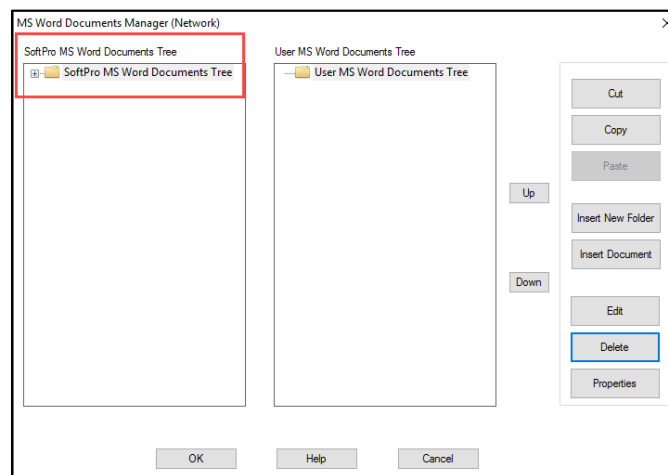 MS Word Documents Manager (Network)
SoftPro MS Word Documents Tree
User MS Word Documents Tree
SoftPro MS Word Documents Tree
User MS Word Documents Tree
Cut
Copy
Paste
Up
Insert New Folder
Insert Document
Down
Edit
Delete
Properties
OK
Help
Cancel